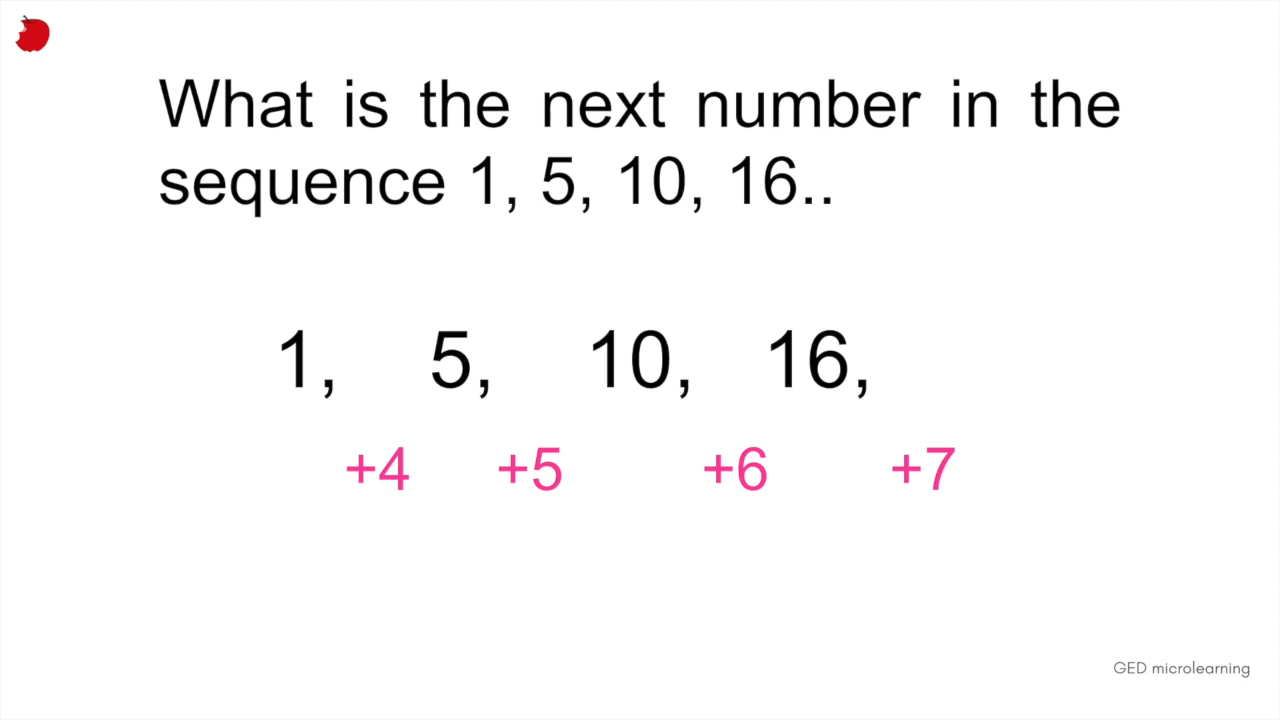 What is the next number in the
sequence 1, 5, 10, 16..
1, 5, 10, 16,
+4 +5 +6 +7
GED microlearning